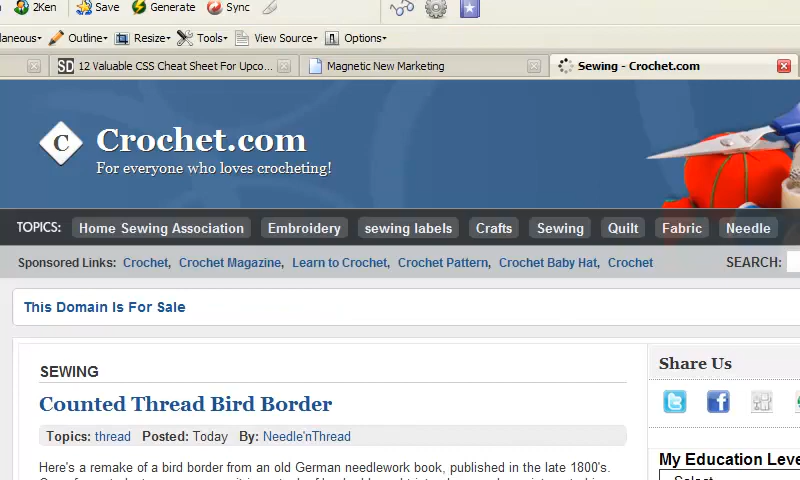 2Ken Save Generate Sync
laneous Outline Resize Tools View Source Options
SD 12 Valuable CSS Cheat Sheet For Upco... Magnetic New Marketing Sewing - Crochet.com
C Crochet.com
For everyone who loves crocheting!
TOPICS: Home Sewing Association Embroidery sewing labels Crafts Sewing Quilt Fabric Needle
Sponsored Links: Crochet, Crochet Magazine, Learn to Crochet, Crochet Pattern, Crochet Baby Hat, Crochet SEARCH:
This Domain Is For Sale
SEWING
Share Us
Counted Thread Bird Border
Topics: thread Posted: Today By: Needle'nThread
My Education Leve
Here's a remake of a bird border from an old German needlework book, published in the late 1800's.